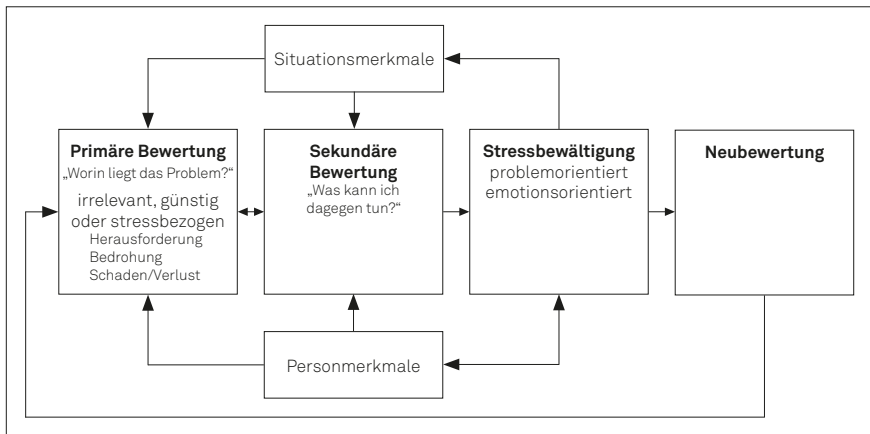 Situationsmerkmale
Primäre Bewertung
„Worin liegt das Problem?“
irrelevant, günstig
oder stressbezogen
Herausforderung
Bedrohung
Schaden/Verlust
Sekundäre
Bewertung
„Was kann ich
dagegen tun?“
Stressbewältigung
problemorientiert
emotionsorientiert
Neubewertung
Personmerkmale